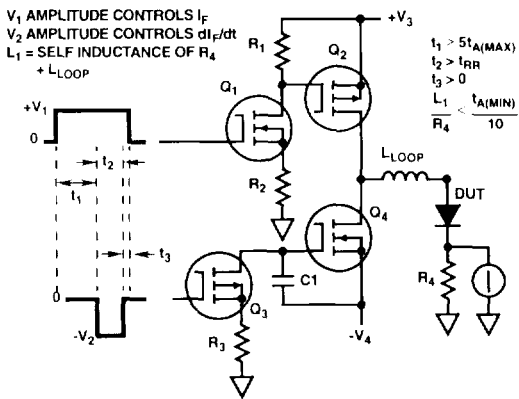 V1 AMPLITUDE CONTROLS IF
V2 AMPLITUDE CONTROLS dIF/dt
L1 = SELF INDUCTANCE OF R4
+ LLOOP
+V3
t1 > 5tA(MAX)
t2 > tRR
t3 > 0
L1/R4 < tA(MIN)/10
R1
Q2
Q1
+V1
0
t2
t1
t3
R2
LLOOP
DUT
Q4
R4
0
-V2
C1
Q3
R3
-V4